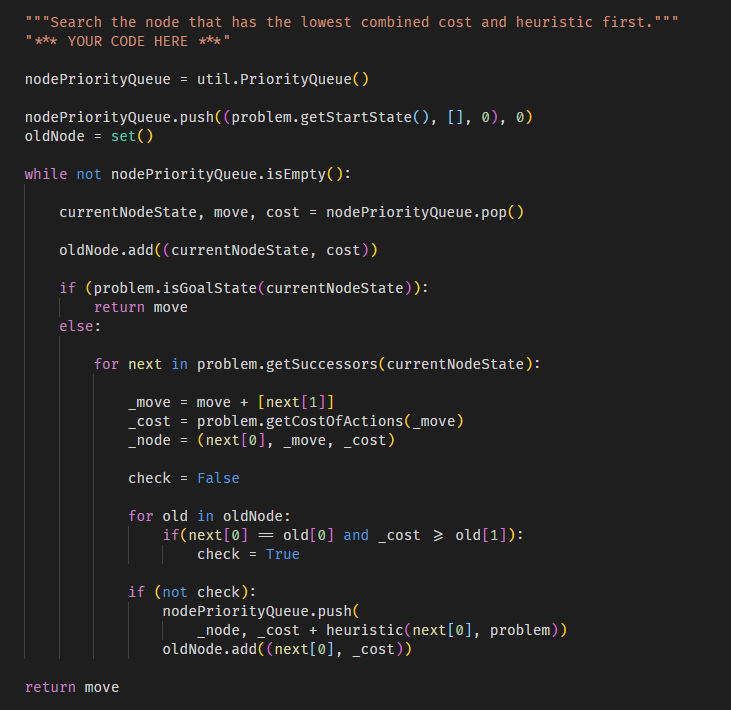 """Search the node that has the lowest combined cost and heuristic first."""
"*** YOUR CODE HERE ***"
nodePriorityQueue = util.PriorityQueue()
nodePriorityQueue.push((problem.getStartState(), [], 0), 0)
oldNode = set()
while not nodePriorityQueue.isEmpty():
currentNodeState, move, cost = nodePriorityQueue.pop()
oldNode.add((currentNodeState, cost))
if (problem.isGoalState(currentNodeState)):
return move
else:
for next in problem.getSuccessors(currentNodeState):
_move = move + [next[1]]
_cost = problem.getCostOfActions(_move)
_node = (next[0], _move, _cost)
check = False
for old in oldNode:
if(next[0] == old[0] and _cost >= old[1]):
check = True
if (not check):
nodePriorityQueue.push(
_node, _cost + heuristic(next[0], problem))
oldNode.add((next[0], _cost))
return move